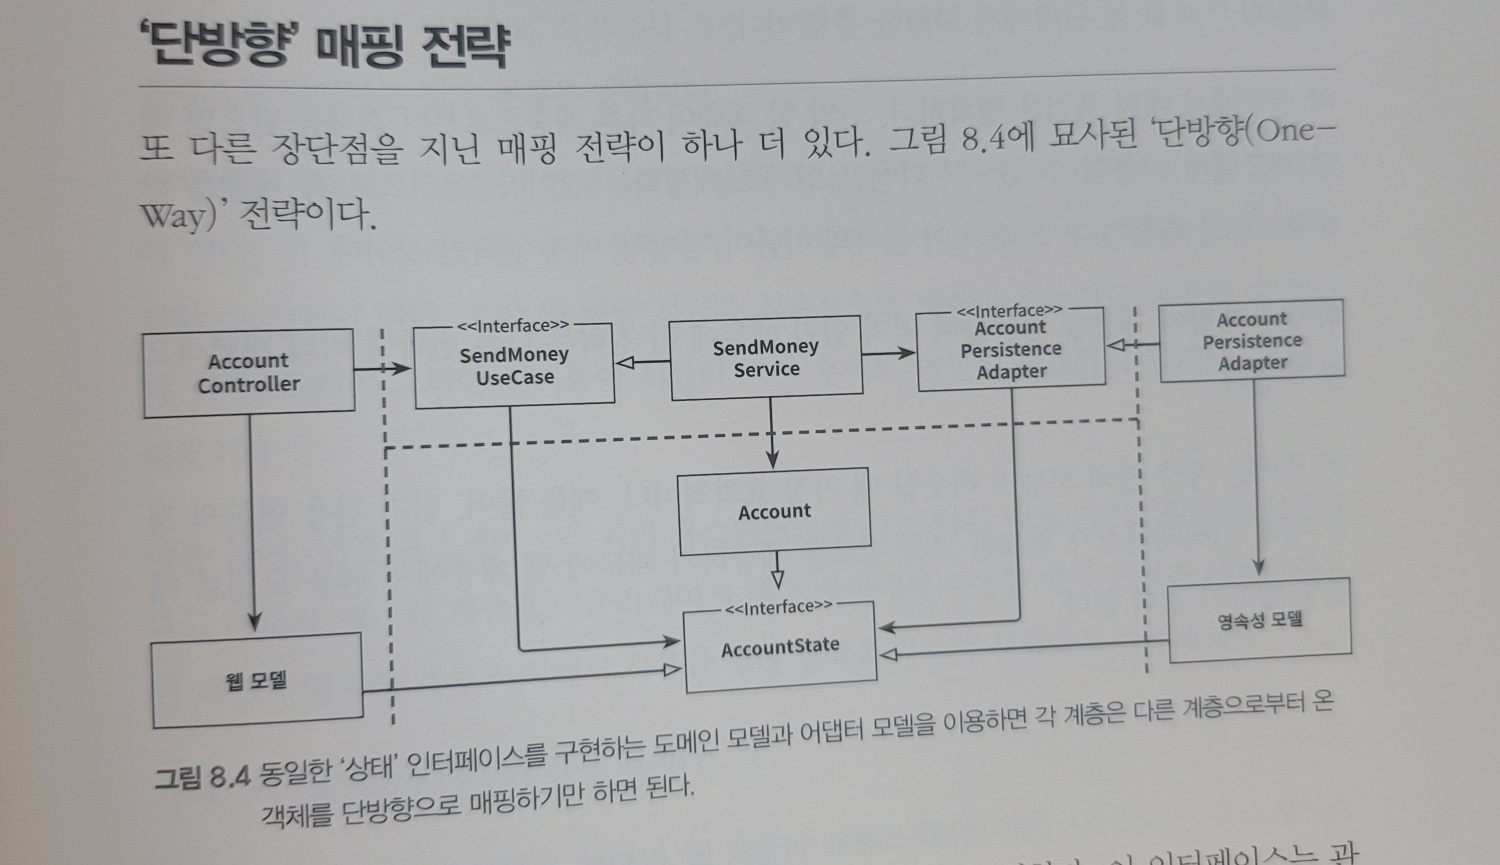 ‘단방향’ 매핑 전략
또 다른 장단점을 지닌 매핑 전략이 하나 더 있다. 그림 8.4에 묘사된 ‘단방향(One-
Way)’ 전략이다.
Account
Controller
<<Interface>>
SendMoney
UseCase
SendMoney
Service
<<Interface>>
Account
Persistence
Adapter
Account
Persistence
Adapter
Account
<<Interface>>
AccountState
웹 모델
영속성 모델
그림 8.4 동일한 ‘상태’ 인터페이스를 구현하는 도메인 모델과 어댑터 모델을 이용하면 각 계층은 다른 계층으로부터 온
객체를 단방향으로 매핑하기만 하면 된다.
이 인터페이스는 관